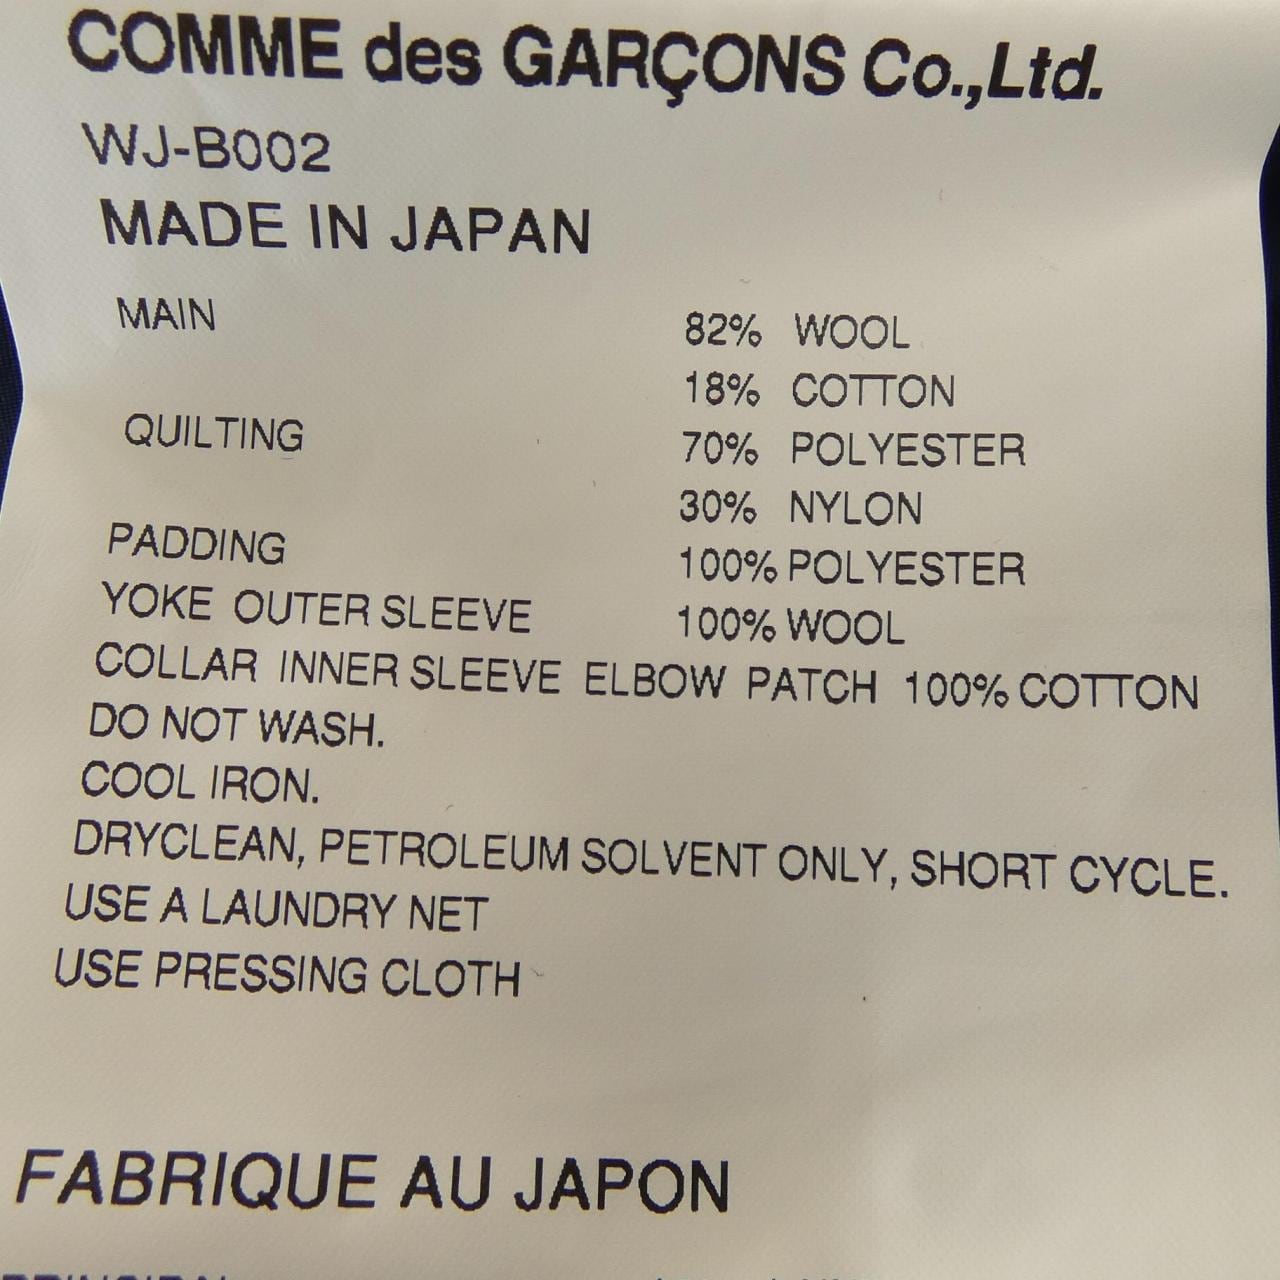 COMME des GARÇONS Co.,Ltd.
WJ-B002
MADE IN JAPAN
MAIN 82% WOOL
18% COTTON
QUILTING 70% POLYESTER
30% NYLON
PADDING 100% POLYESTER
YOKE OUTER SLEEVE 100% WOOL
COLLAR INNER SLEEVE ELBOW PATCH 100% COTTON
DO NOT WASH.
COOL IRON.
DRYCLEAN, PETROLEUM SOLVENT ONLY, SHORT CYCLE.
USE A LAUNDRY NET
USE PRESSING CLOTH
FABRIQUE AU JAPON